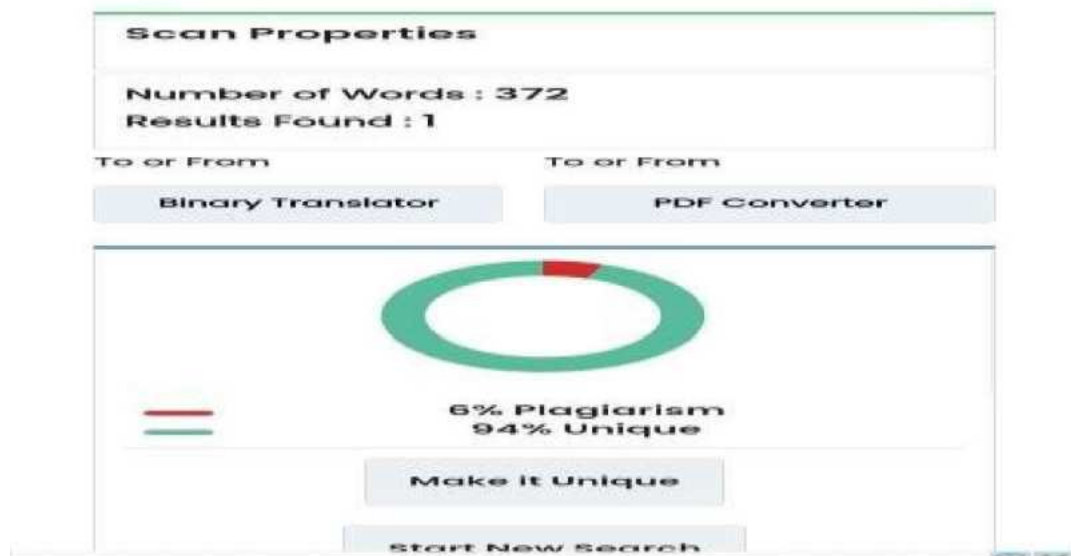 Scan Properties
Number of Words : 372
Results Found : 1
To or From To or From
Binary Translator PDF Converter
6% Plagiarism
94% Unique
Make it Unique
Start New Search